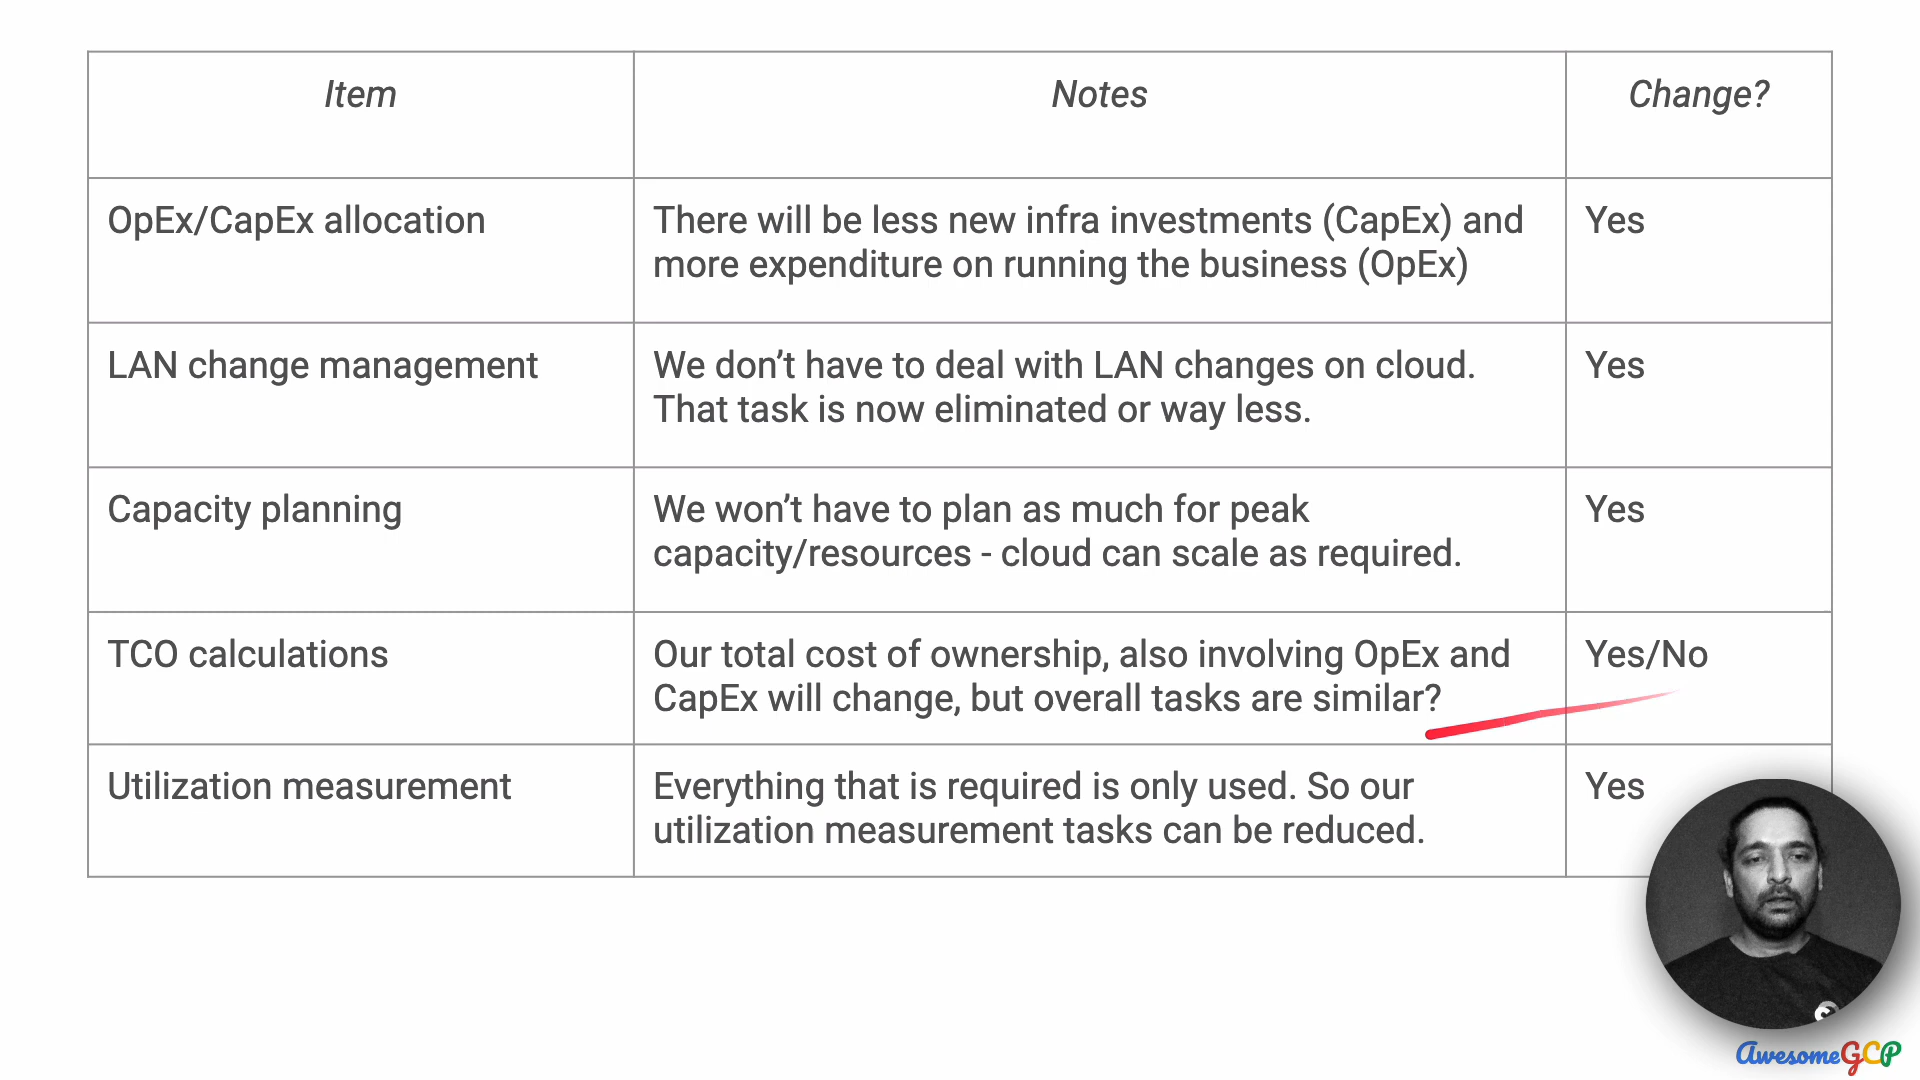 Item
Notes
Change?
OpEx/CapEx allocation
There will be less new infra investments (CapEx) and
more expenditure on running the business (OpEx)
Yes
LAN change management
We don’t have to deal with LAN changes on cloud.
That task is now eliminated or way less.
Yes
Capacity planning
We won’t have to plan as much for peak
capacity/resources - cloud can scale as required.
Yes
TCO calculations
Our total cost of ownership, also involving OpEx and
CapEx will change, but overall tasks are similar?
Yes/No
Utilization measurement
Everything that is required is only used. So our
utilization measurement tasks can be reduced.
Yes
AwesomeGCP